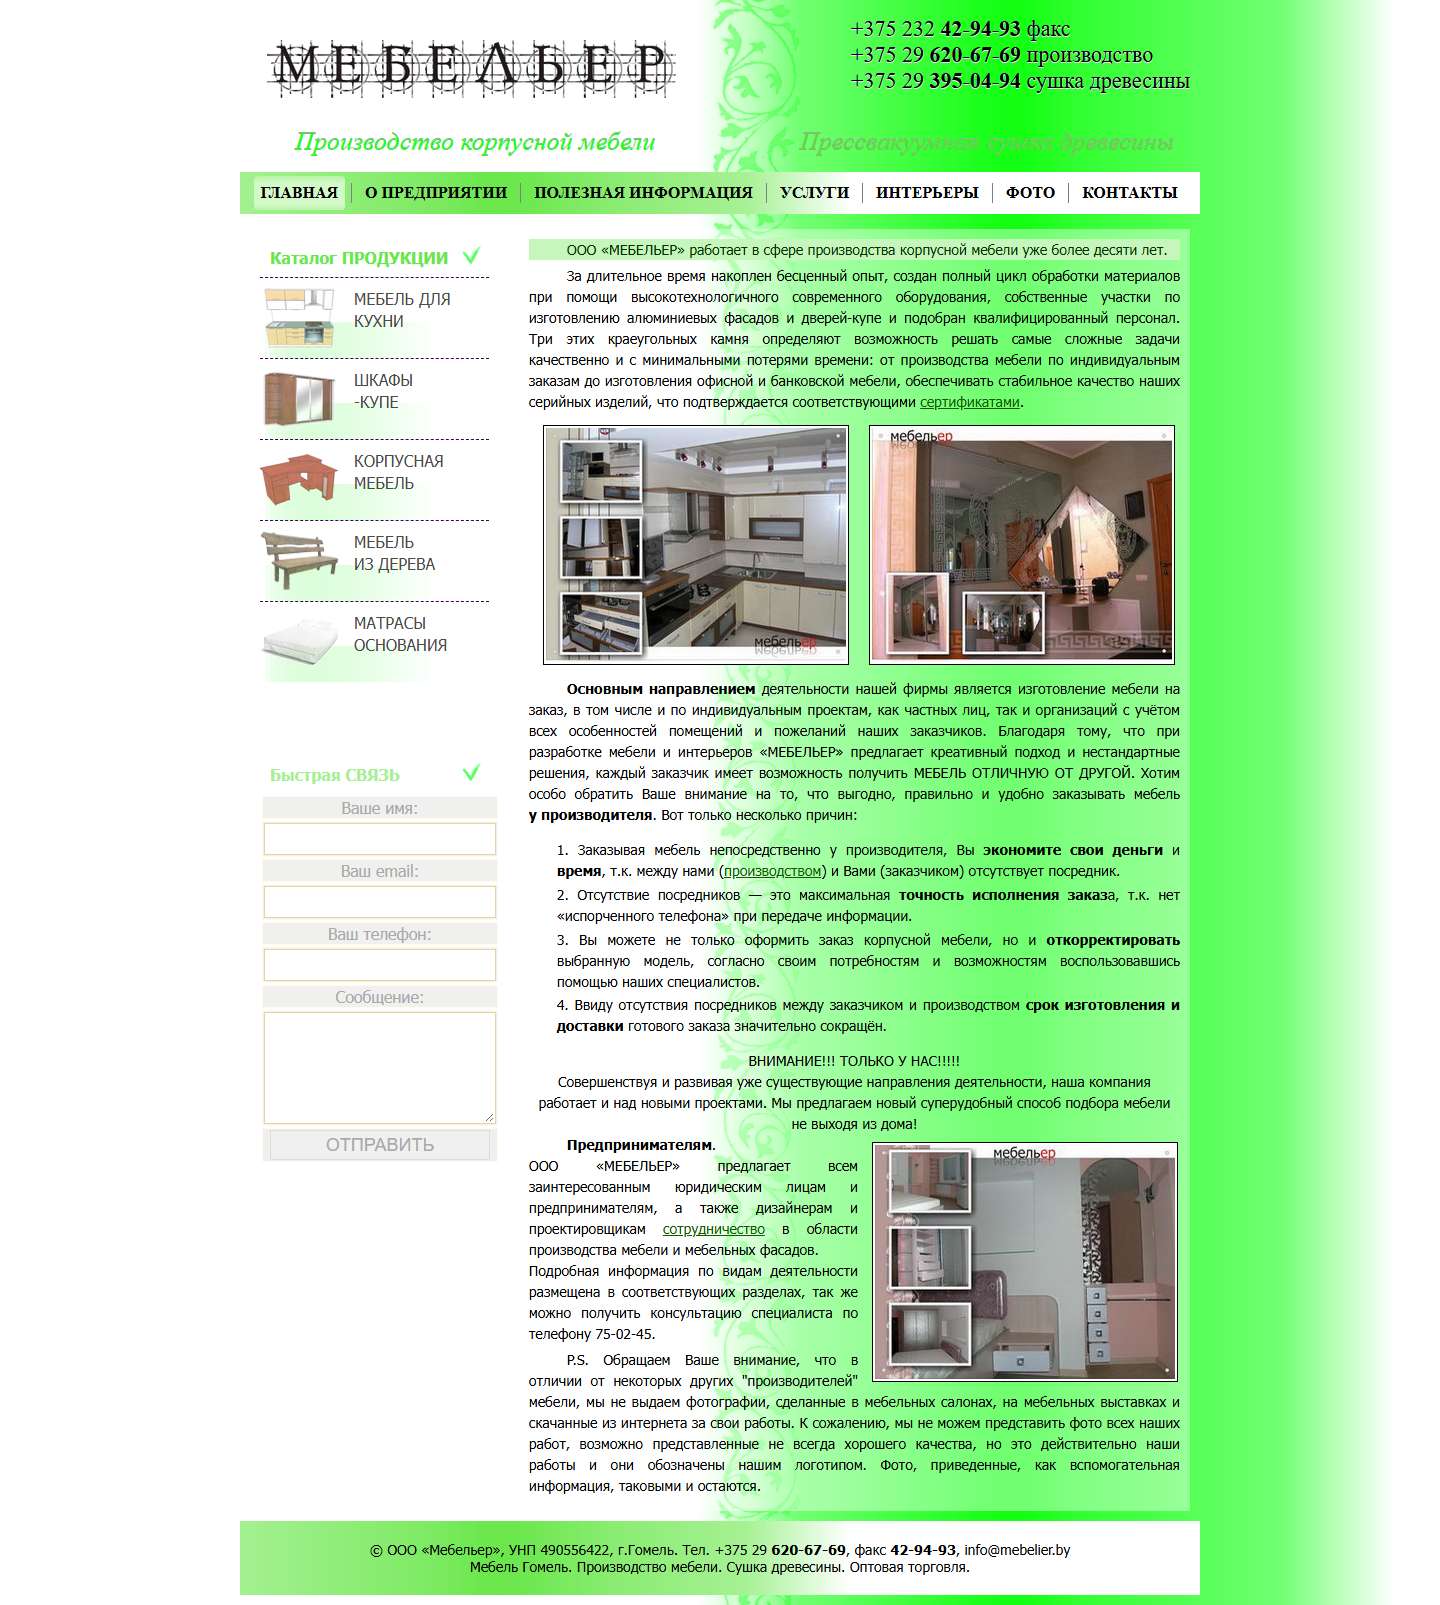 МЕБЕЛЬЕР
+375 232 42-94-93 факс
+375 29 620-67-69 производство
+375 29 395-04-94 сушка древесины
Производство корпусной мебели
Прессвакуумная сушка древесины
ГЛАВНАЯ
О ПРЕДПРИЯТИИ
ПОЛЕЗНАЯ ИНФОРМАЦИЯ
УСЛУГИ
ИНТЕРЬЕРЫ
ФОТО
КОНТАКТЫ
Каталог ПРОДУКЦИИ
МЕБЕЛЬ ДЛЯ
КУХНИ
ШКАФЫ
-КУПЕ
КОРПУСНАЯ
МЕБЕЛЬ
МЕБЕЛЬ
ИЗ ДЕРЕВА
МАТРАСЫ
ОСНОВАНИЯ
Быстрая СВЯЗЬ
Ваше имя:
Ваш email:
Ваш телефон:
Сообщение:
ОТПРАВИТЬ
ООО «МЕБЕЛЬЕР» работает в сфере производства корпусной мебели уже более десяти лет.
За длительное время накоплен бесценный опыт, создан полный цикл обработки материалов
при помощи высокотехнологичного современного оборудования, собственные участки по
изготовлению алюминиевых фасадов и дверей-купе и подобран квалифицированный персонал.
Три этих краеугольных камня определяют возможность решать самые сложные задачи
качественно и с минимальными потерями времени: от производства мебели по индивидуальным
заказам до изготовления офисной и банковской мебели, обеспечивать стабильное качество наших
серийных изделий, что подтверждается соответствующими сертификатами.
мебельер
мебельер
Основным направлением деятельности нашей фирмы является изготовление мебели на
заказ, в том числе и по индивидуальным проектам, как частных лиц, так и организаций с учётом
всех особенностей помещений и пожеланий наших заказчиков. Благодаря тому, что при
разработке мебели и интерьеров «МЕБЕЛЬЕР» предлагает креативный подход и нестандартные
решения, каждый заказчик имеет возможность получить МЕБЕЛЬ ОТЛИЧНУЮ ОТ ДРУГОЙ. Хотим
особо обратить Ваше внимание на то, что выгодно, правильно и удобно заказывать мебель
у производителя. Вот только несколько причин:
1. Заказывая мебель непосредственно у производителя, Вы экономите свои деньги и
время, т.к. между нами (производством) и Вами (заказчиком) отсутствует посредник.
2. Отсутствие посредников — это максимальная точность исполнения заказа, т.к. нет
«испорченного телефона» при передаче информации.
3. Вы можете не только оформить заказ корпусной мебели, но и откорректировать
выбранную модель, согласно своим потребностям и возможностям воспользовавшись
помощью наших специалистов.
4. Ввиду отсутствия посредников между заказчиком и производством срок изготовления и
доставки готового заказа значительно сокращён.
ВНИМАНИЕ!!! ТОЛЬКО У НАС!!!!!
Совершенствуя и развивая уже существующие направления деятельности, наша компания
работает и над новыми проектами. Мы предлагаем новый суперудобный способ подбора мебели
не выходя из дома!
Предпринимателям.
ООО «МЕБЕЛЬЕР» предлагает всем
заинтересованным юридическим лицам и
предпринимателям, а также дизайнерам и
проектировщикам сотрудничество в области
производства мебели и мебельных фасадов.
Подробная информация по видам деятельности
размещена в соответствующих разделах, так же
можно получить консультацию специалиста по
телефону 75-02-45.
мебельер
P.S. Обращаем Ваше внимание, что в
отличии от некоторых других "производителей"
мебели, мы не выдаем фотографии, сделанные в мебельных салонах, на мебельных выставках и
скачанные из интернета за свои работы. К сожалению, мы не можем представить фото всех наших
работ, возможно представленные не всегда хорошего качества, но это действительно наши
работы и они обозначены нашим логотипом. Фото, приведенные, как вспомогательная
информация, таковыми и остаются.
© ООО «Мебельер», УНП 490556422, г.Гомель. Тел. +375 29 620-67-69, факс 42-94-93, info@mebelier.by
Мебель Гомель. Производство мебели. Сушка древесины. Оптовая торговля.